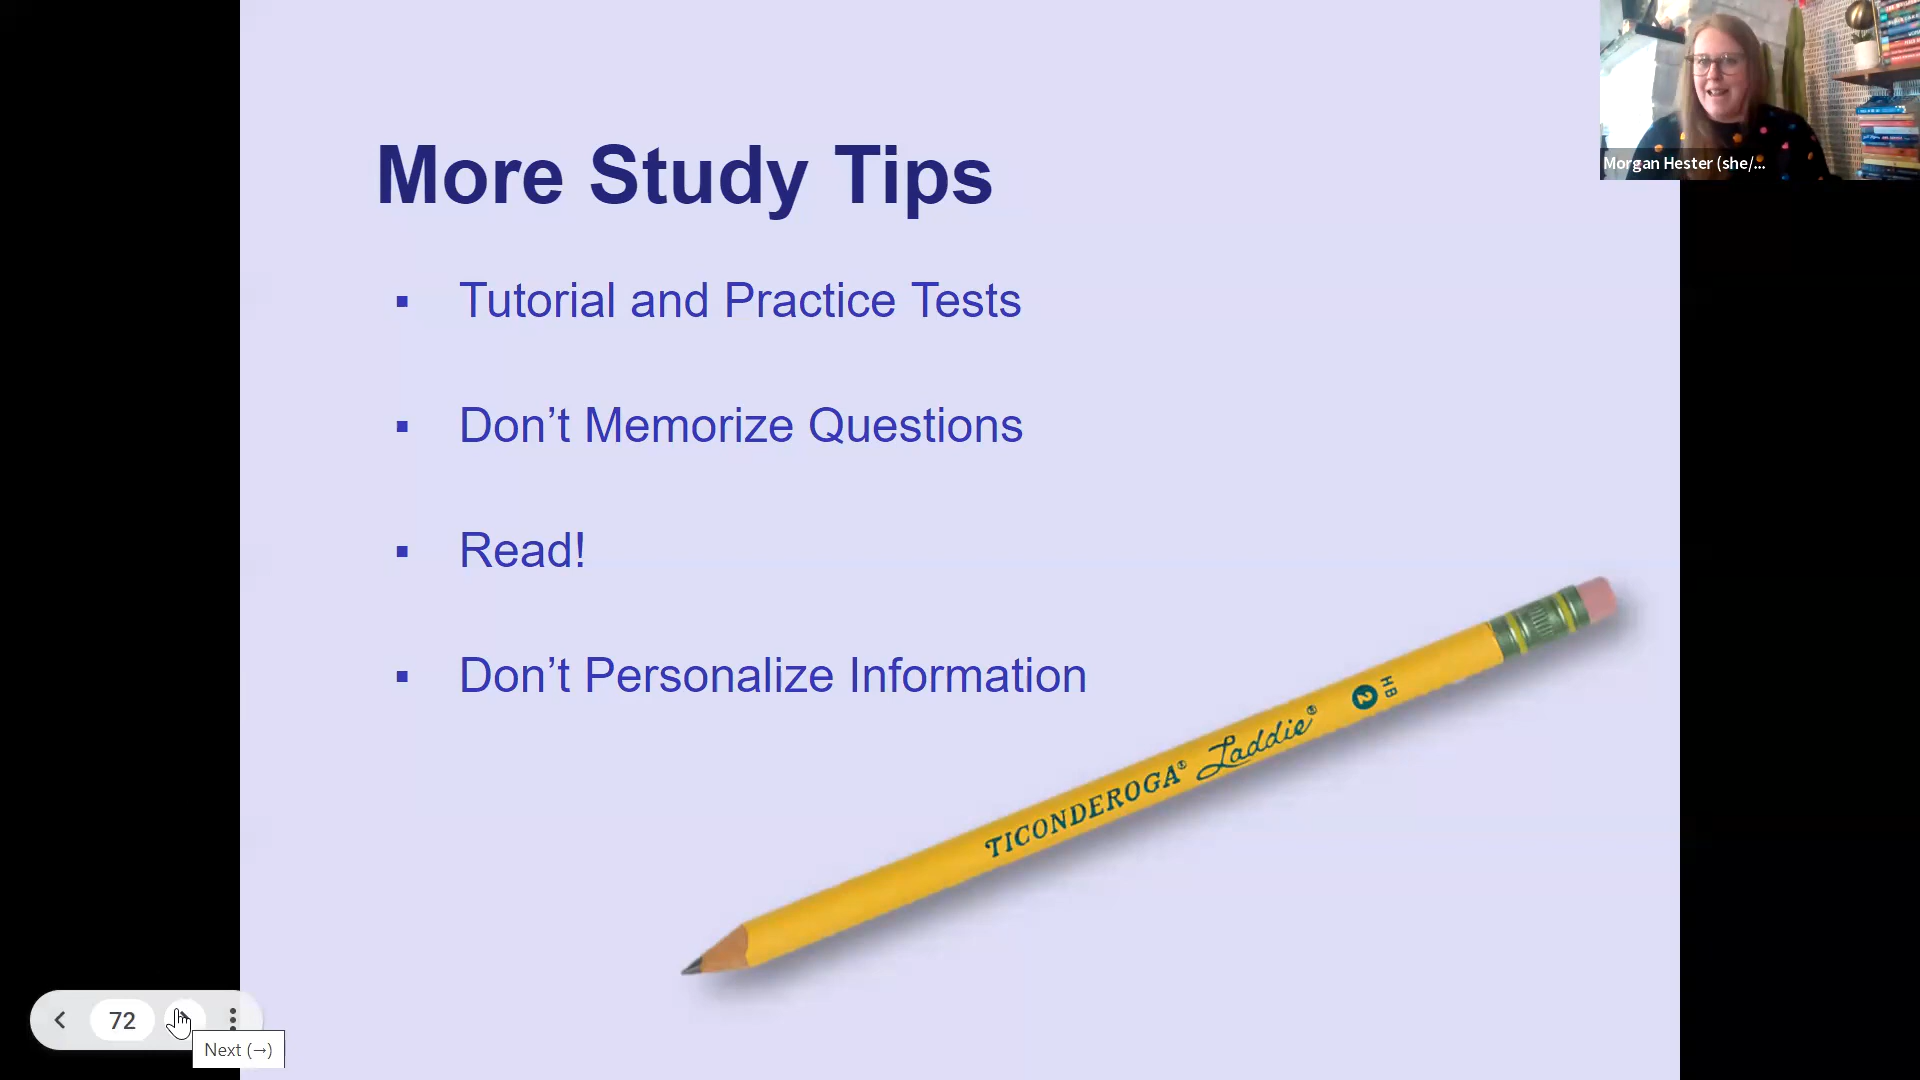 More Study Tips
▪ Tutorial and Practice Tests
▪ Don’t Memorize Questions
▪ Read!
▪ Don’t Personalize Information
TICONDEROGA® Laddie® 2 HB
Morgan Hester (she/...
72
Next (→)